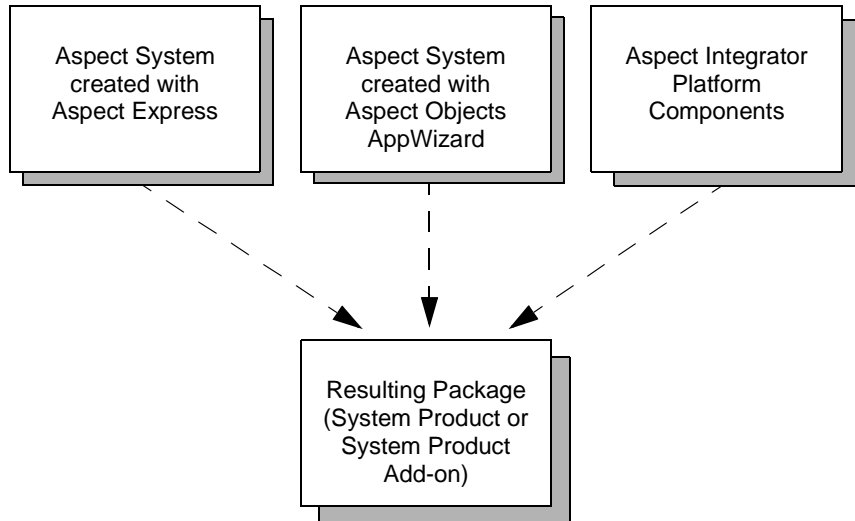 Aspect System
created with
Aspect Express
Aspect System
created with
Aspect Objects
AppWizard
Aspect Integrator
Platform
Components
Resulting Package
(System Product or
System Product
Add-on)